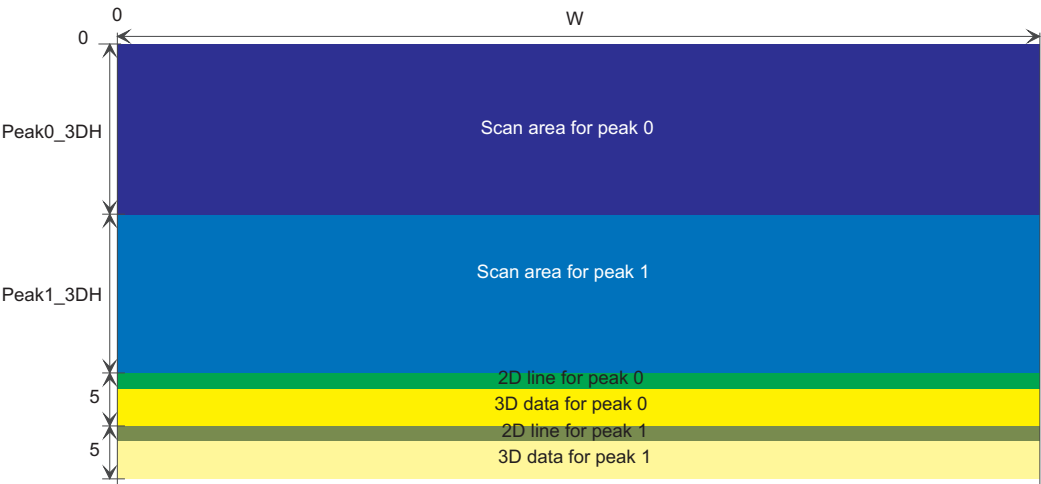 0
W
0
Peak0_3DH
Scan area for peak 0
Peak1_3DH
Scan area for peak 1
2D line for peak 0
5
3D data for peak 0
2D line for peak 1
5
3D data for peak 1